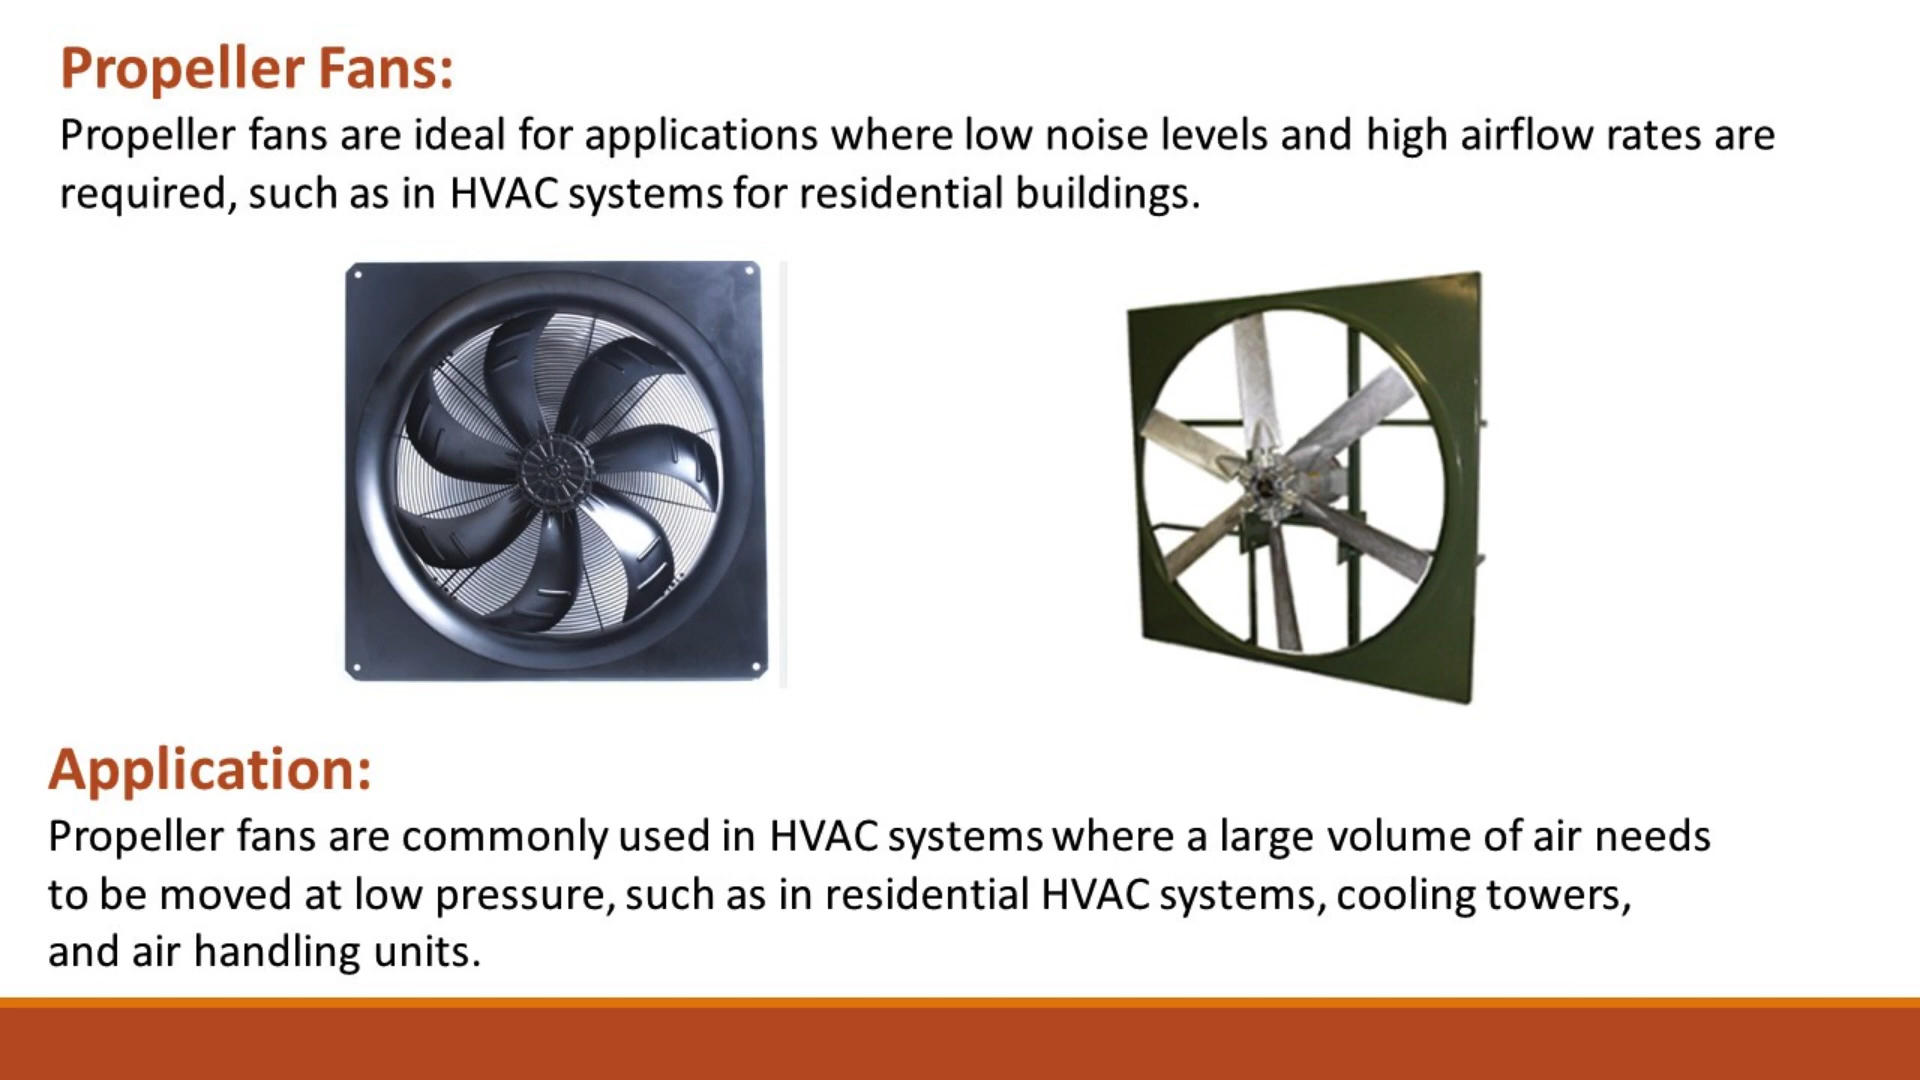 Propeller Fans:
Propeller fans are ideal for applications where low noise levels and high airflow rates are
required, such as in HVAC systems for residential buildings.
Application:
Propeller fans are commonly used in HVAC systems where a large volume of air needs
to be moved at low pressure, such as in residential HVAC systems, cooling towers,
and air handling units.